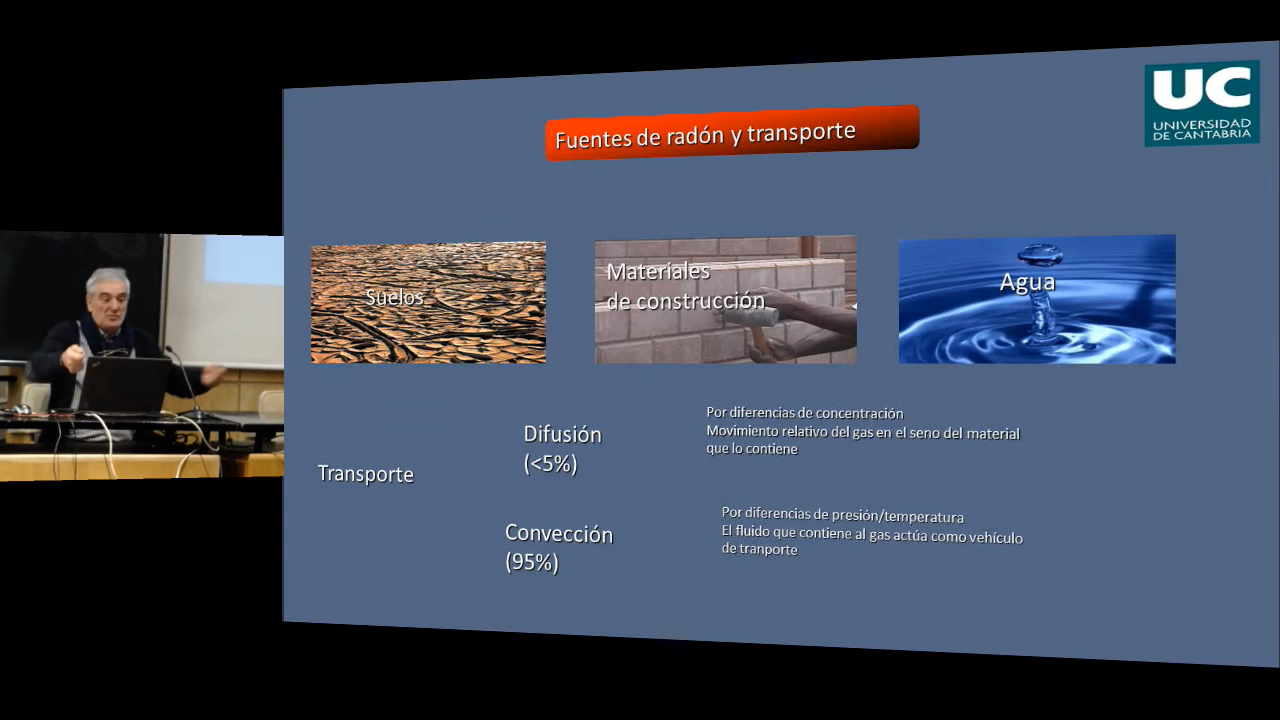 UC
UNIVERSIDAD
DE CANTABRIA
Fuentes de radón y transporte
Suelos
Materiales
de construcción
Agua
Transporte
Difusión
(<5%)
Por diferencias de concentración
Movimiento relativo del gas en el seno del material
que lo contiene
Convección
(95%)
Por diferencias de presión/temperatura
El fluido que contiene al gas actúa como vehículo
de tranporte